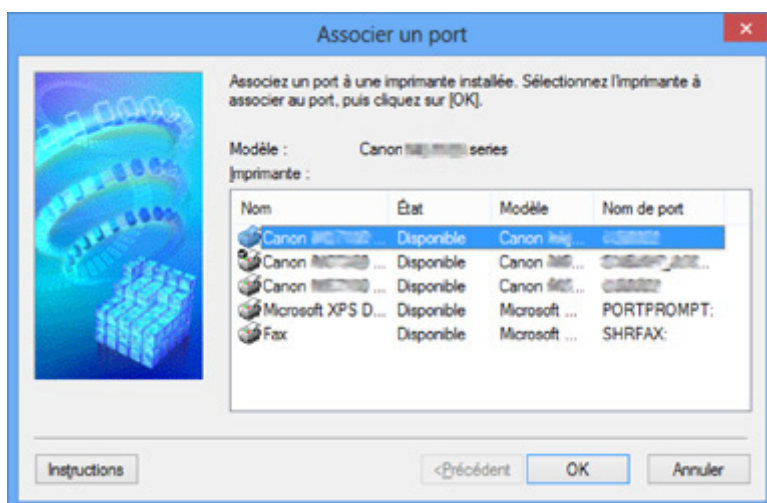 Associer un port
Associez un port à une imprimante installée. Sélectionnez l'imprimante à
associer au port, puis cliquez sur [OK].
Modèle : Canon series
Imprimante :
Nom État Modèle Nom de port
Canon ... Disponible Canon ...
Canon ... Disponible Canon ... ...
Canon ... Disponible Canon ...
Microsoft XPS D... Disponible Microsoft ... PORTPROMPT:
Fax Disponible Microsoft ... SHRFAX:
Instructions <Précédent OK Annuler